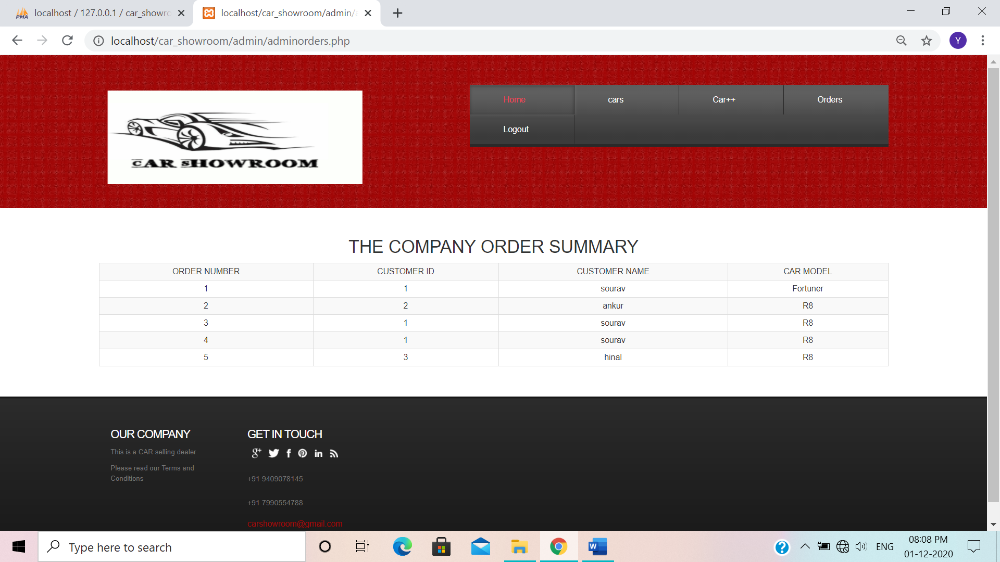 localhost / 127.0.0.1 / car_showro
localhost/car_showroom/admin/a
localhost/car_showroom/admin/adminorders.php
Y
CAR SHOWROOM
Home cars Car++ Orders
Logout
THE COMPANY ORDER SUMMARY
ORDER NUMBER CUSTOMER ID CUSTOMER NAME CAR MODEL
1 1 sourav Fortuner
2 2 ankur R8
3 1 sourav R8
4 1 sourav R8
5 3 hinal R8
OUR COMPANY
This is a CAR selling dealer
Please read our Terms and
Conditions
GET IN TOUCH
+91 9409078145
+91 7990554788
carshowroom@gmail.com
Type here to search
ENG
08:08 PM
01-12-2020